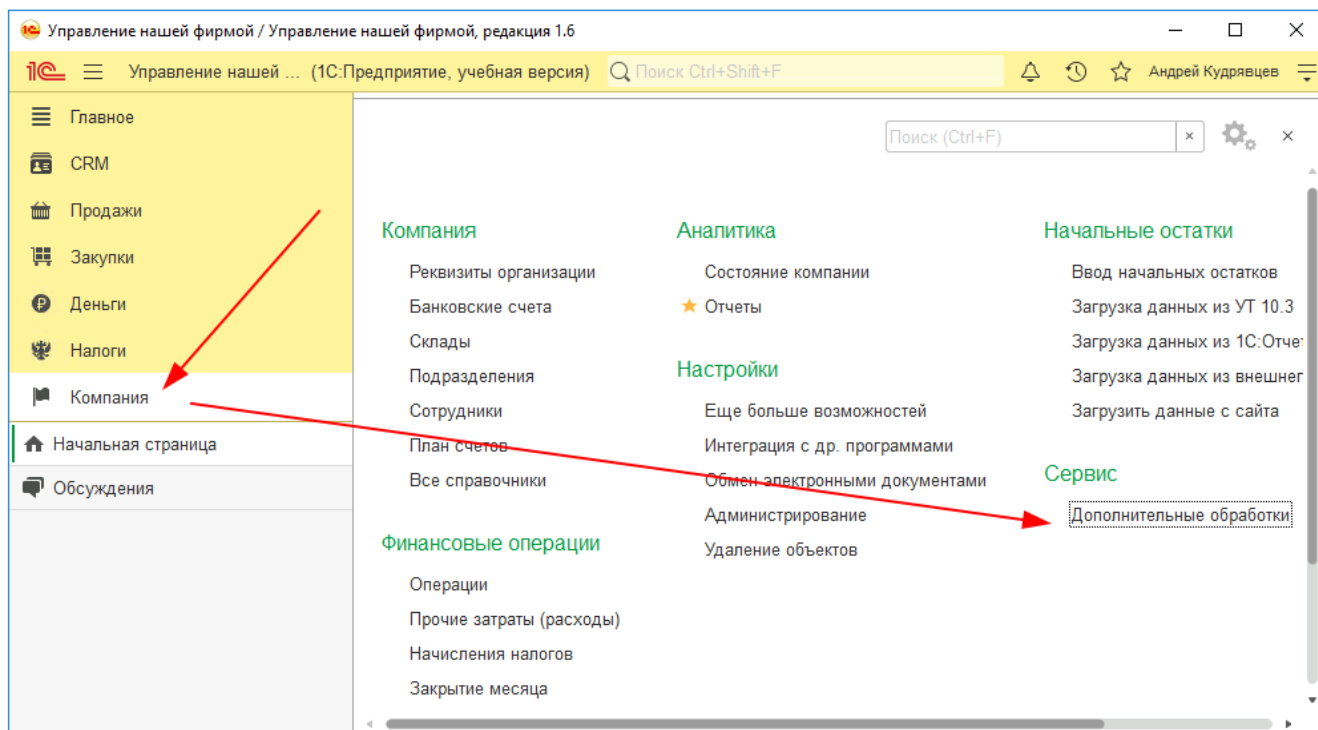 Управление нашей фирмой / Управление нашей фирмой, редакция 1.6
1С Управление нашей ... (1С:Предприятие, учебная версия) Поиск Ctrl+Shift+F Андрей Кудрявцев
Главное
CRM
Продажи
Закупки
Деньги
Налоги
Компания
Начальная страница
Обсуждения
Поиск (Ctrl+F)
Компания
Реквизиты организации
Банковские счета
Склады
Подразделения
Сотрудники
План счетов
Все справочники
Финансовые операции
Операции
Прочие затраты (расходы)
Начисления налогов
Закрытие месяца
Аналитика
Состояние компании
Отчеты
Настройки
Еще больше возможностей
Интеграция с др. программами
Обмен электронными документами
Администрирование
Удаление объектов
Начальные остатки
Ввод начальных остатков
Загрузка данных из УТ 10.3
Загрузка данных из 1С:Отчет
Загрузка данных из внешнег
Загрузить данные с сайта
Сервис
Дополнительные обработки